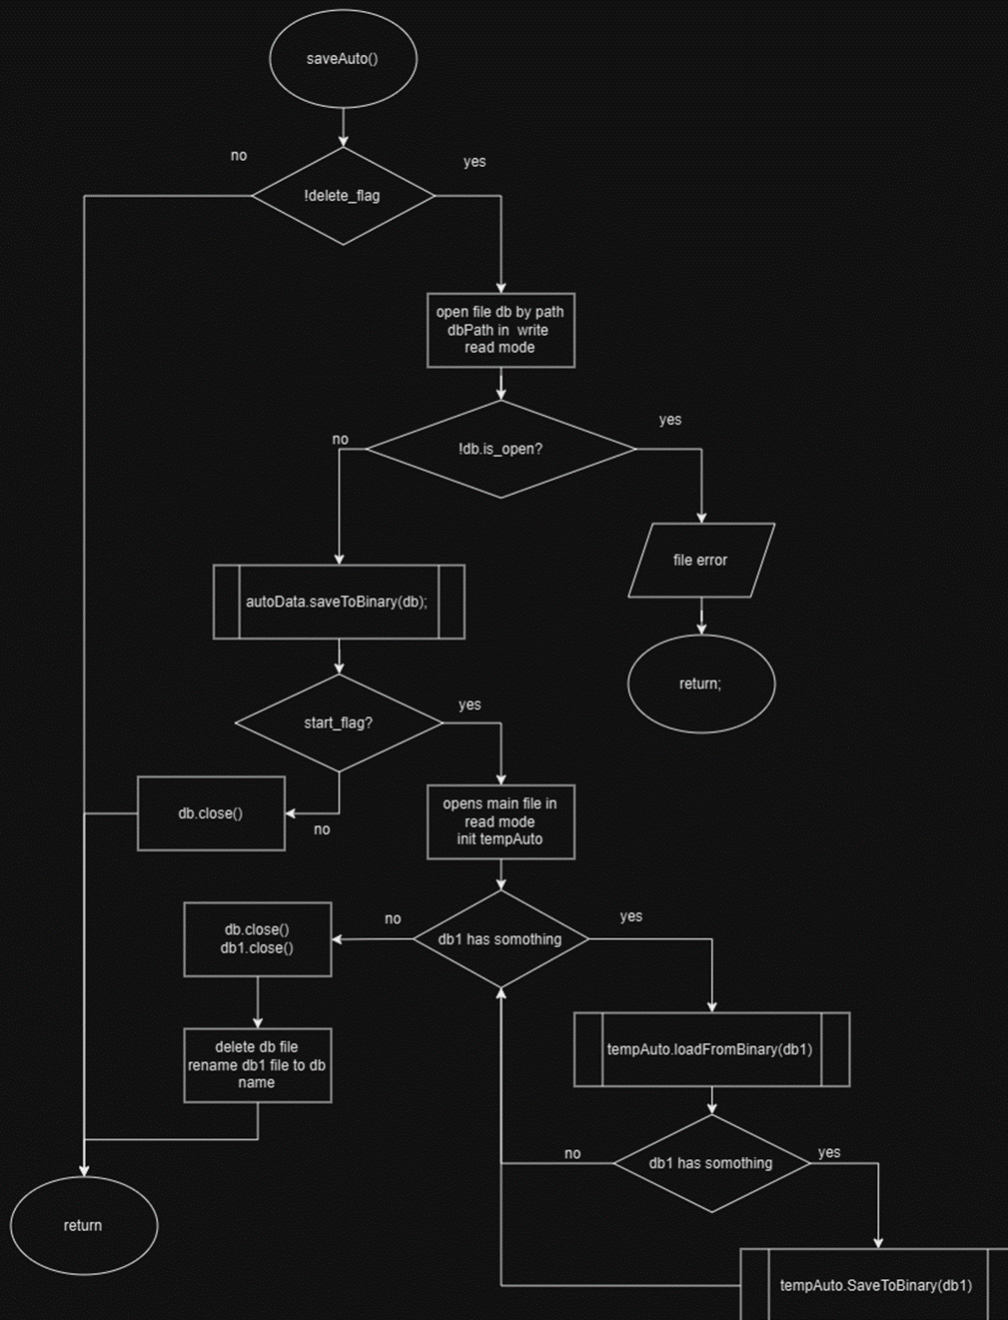 saveAuto()
no
yes
!delete_flag
open file db by path
dbPath in write
read mode
yes
no
!db.is_open?
file error
autoData.saveToBinary(db);
return;
yes
start_flag?
opens main file in
read mode
init tempAuto
db.close()
no
no
yes
db.close()
db1.close()
db1 has somothing
delete db file
rename db1 file to db
name
tempAuto.loadFromBinary(db1)
no
yes
db1 has somothing
return
tempAuto.SaveToBinary(db1)